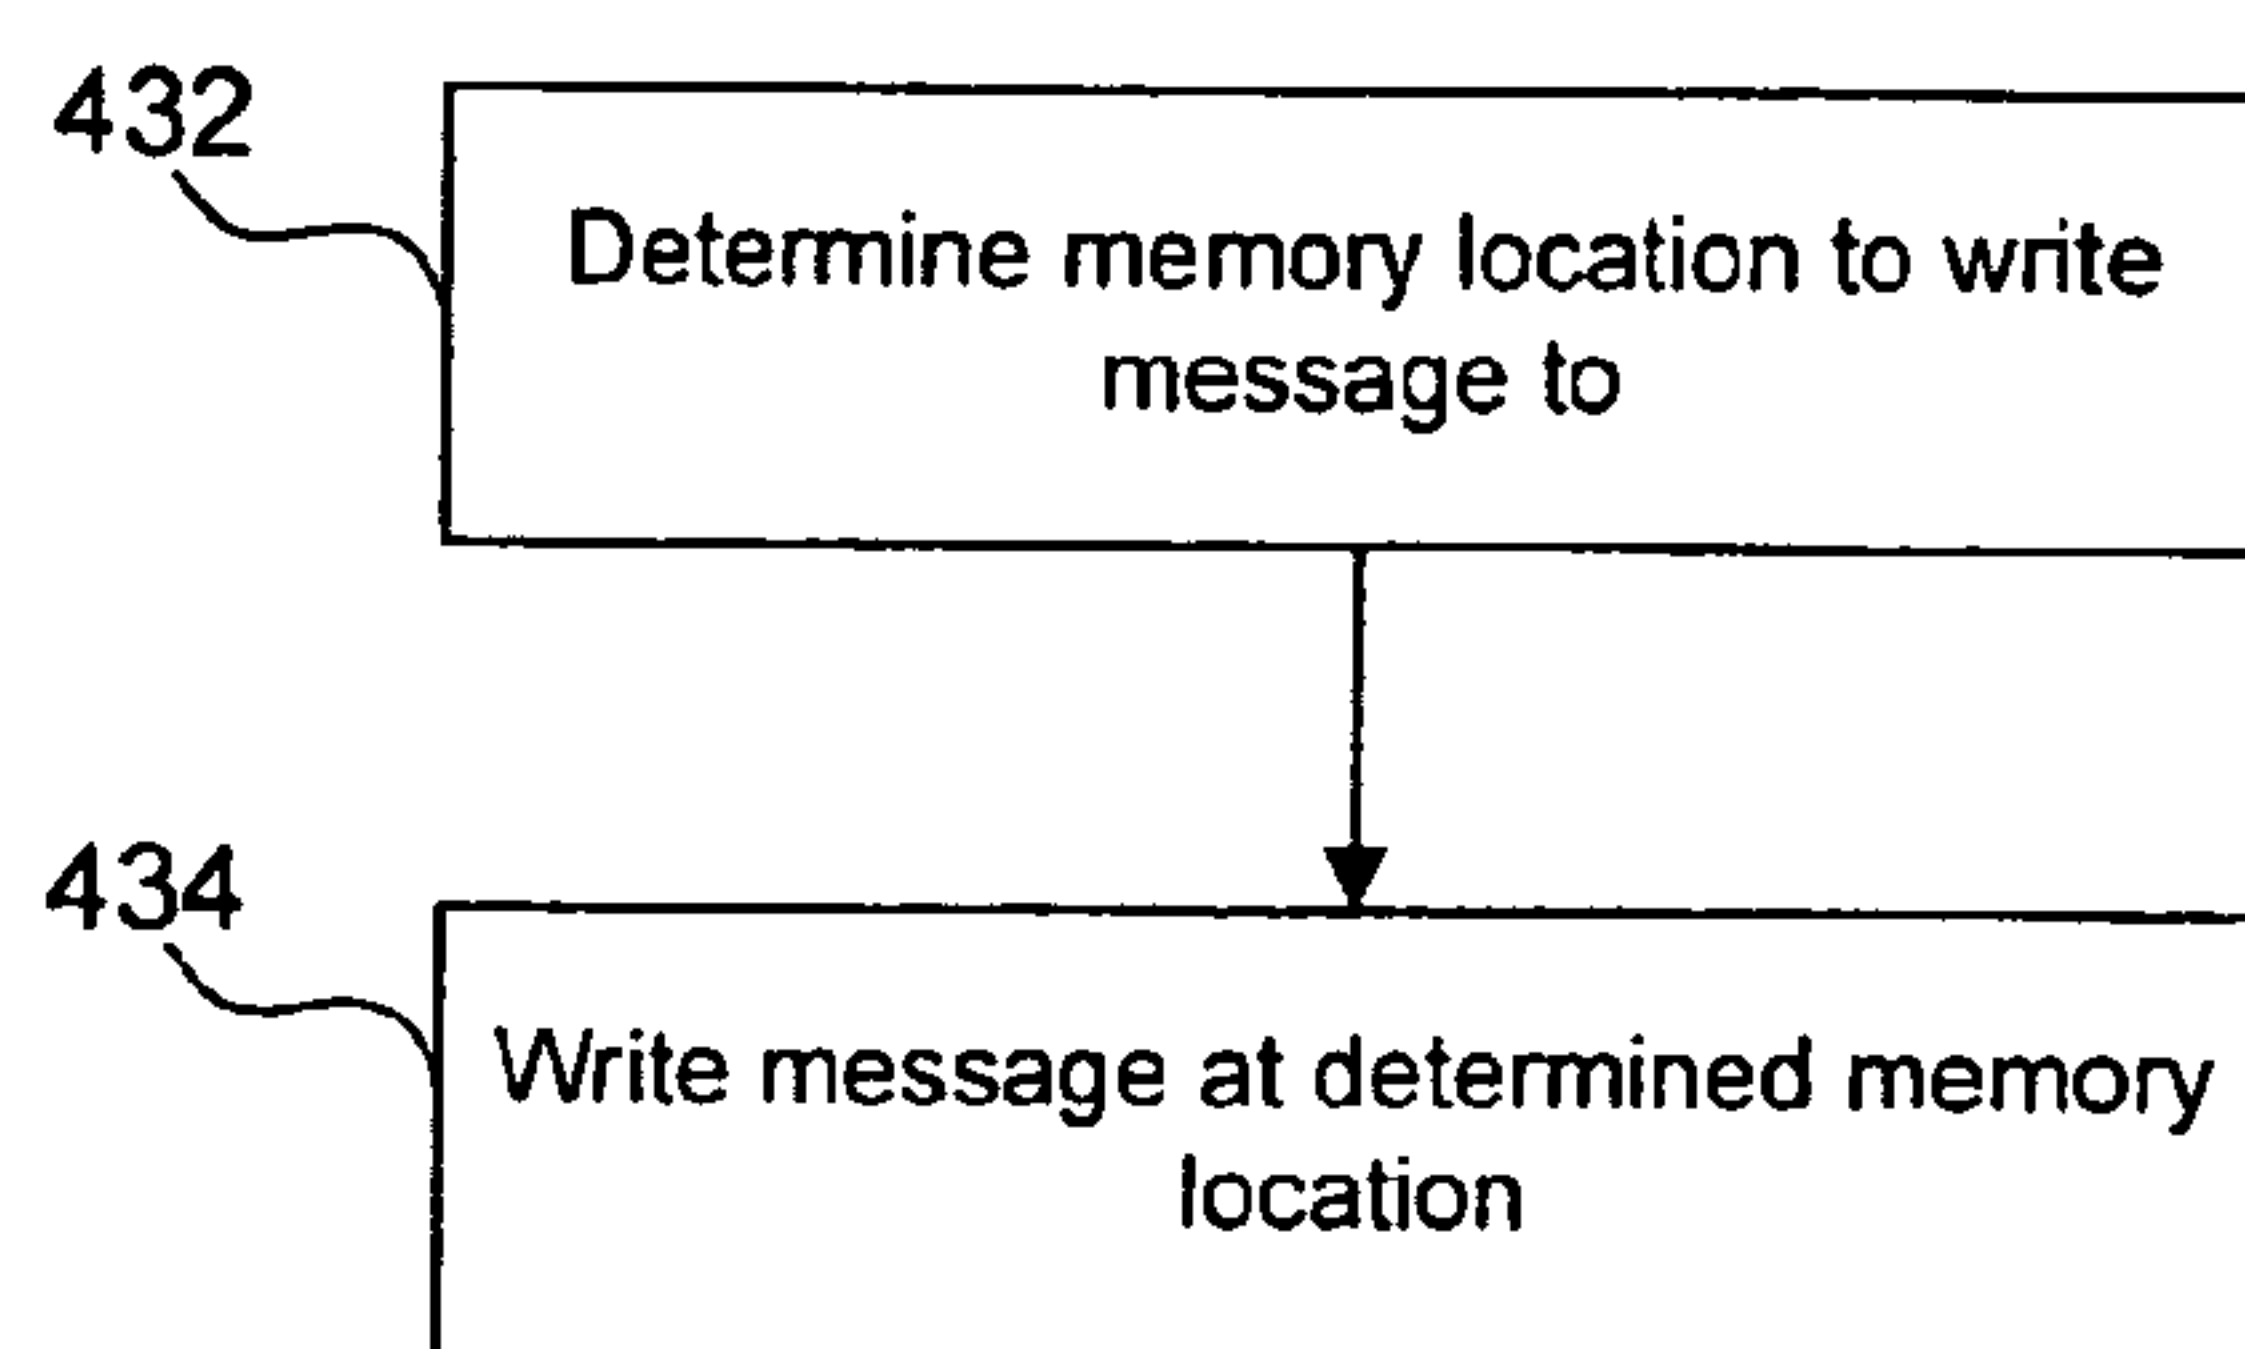 432
Determine memory location to write
message to
434
Write message at determined memory
location